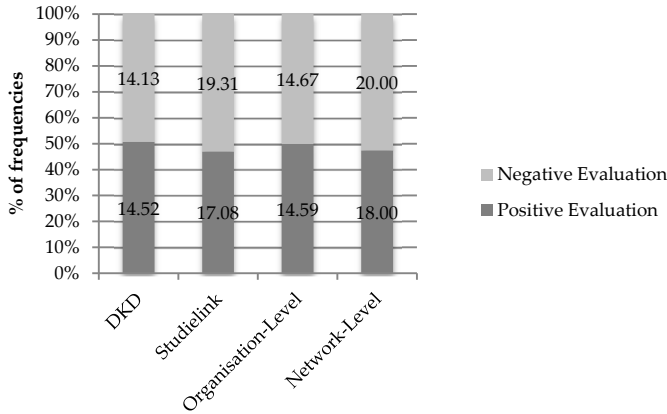 % of frequencies
100%
90%
80%
70%
60%
50%
40%
30%
20%
10%
0%
14.13
19.31
14.67
20.00
14.52
17.08
14.59
18.00
DKD
Studielink
Organisation-Level
Network-Level
Negative Evaluation
Positive Evaluation